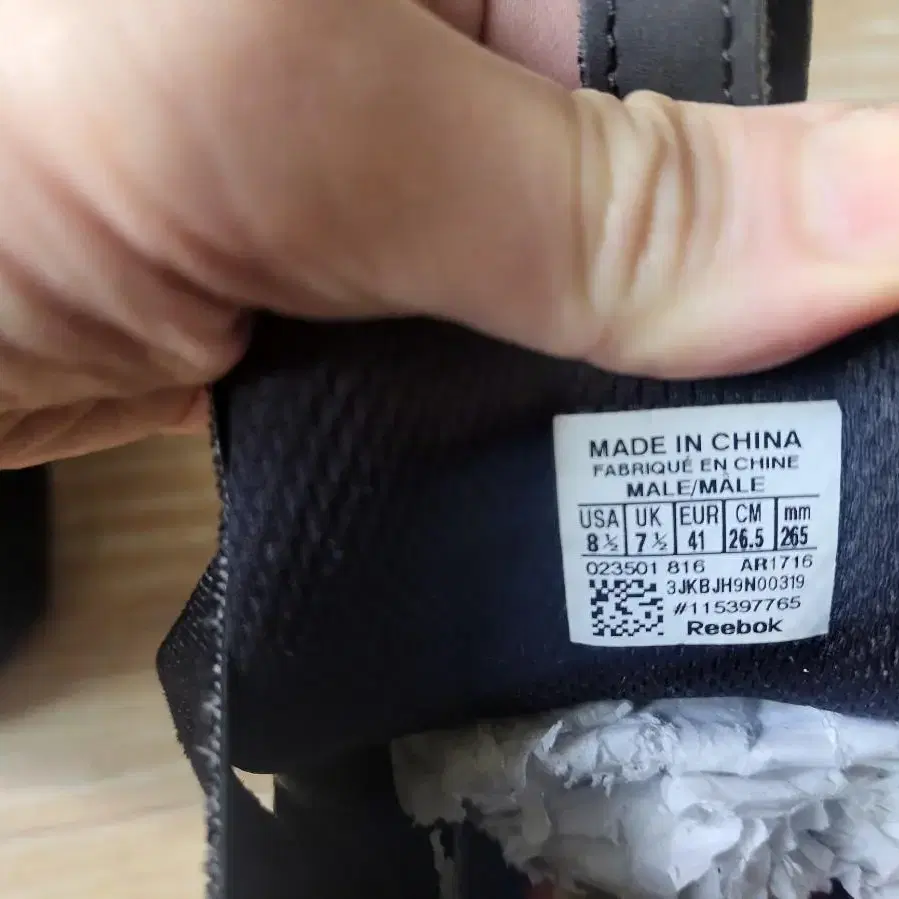 MADE IN CHINA
FABRIQUÉ EN CHINE
MALE/MÂLE
USA UK EUR CM mm
8 ½ 7 ½ 41 26.5 265
023501 816 AR1716
3JKBJH9N00319
#115397765
Reebok